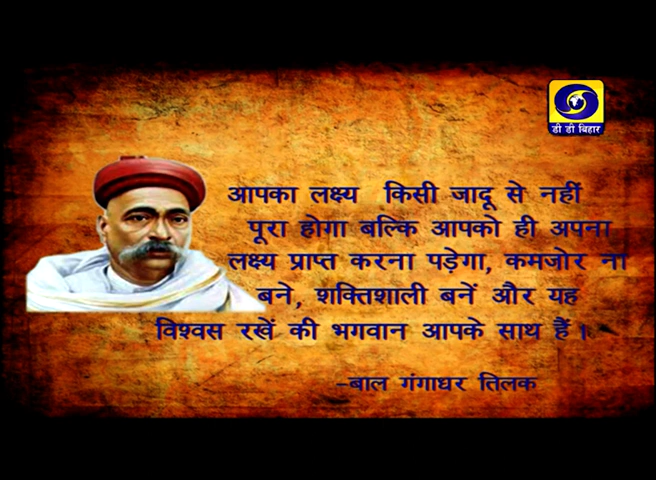 डी डी बिहार
आपका लक्ष्य किसी जादू से नहीं
पूरा होगा बल्कि आपको ही अपना
लक्ष्य प्राप्त करना पड़ेगा, कमजोर ना
बने, शक्तिशाली बनें और यह
विश्वस रखें की भगवान आपके साथ हैं।
–बाल गंगाधर तिलक